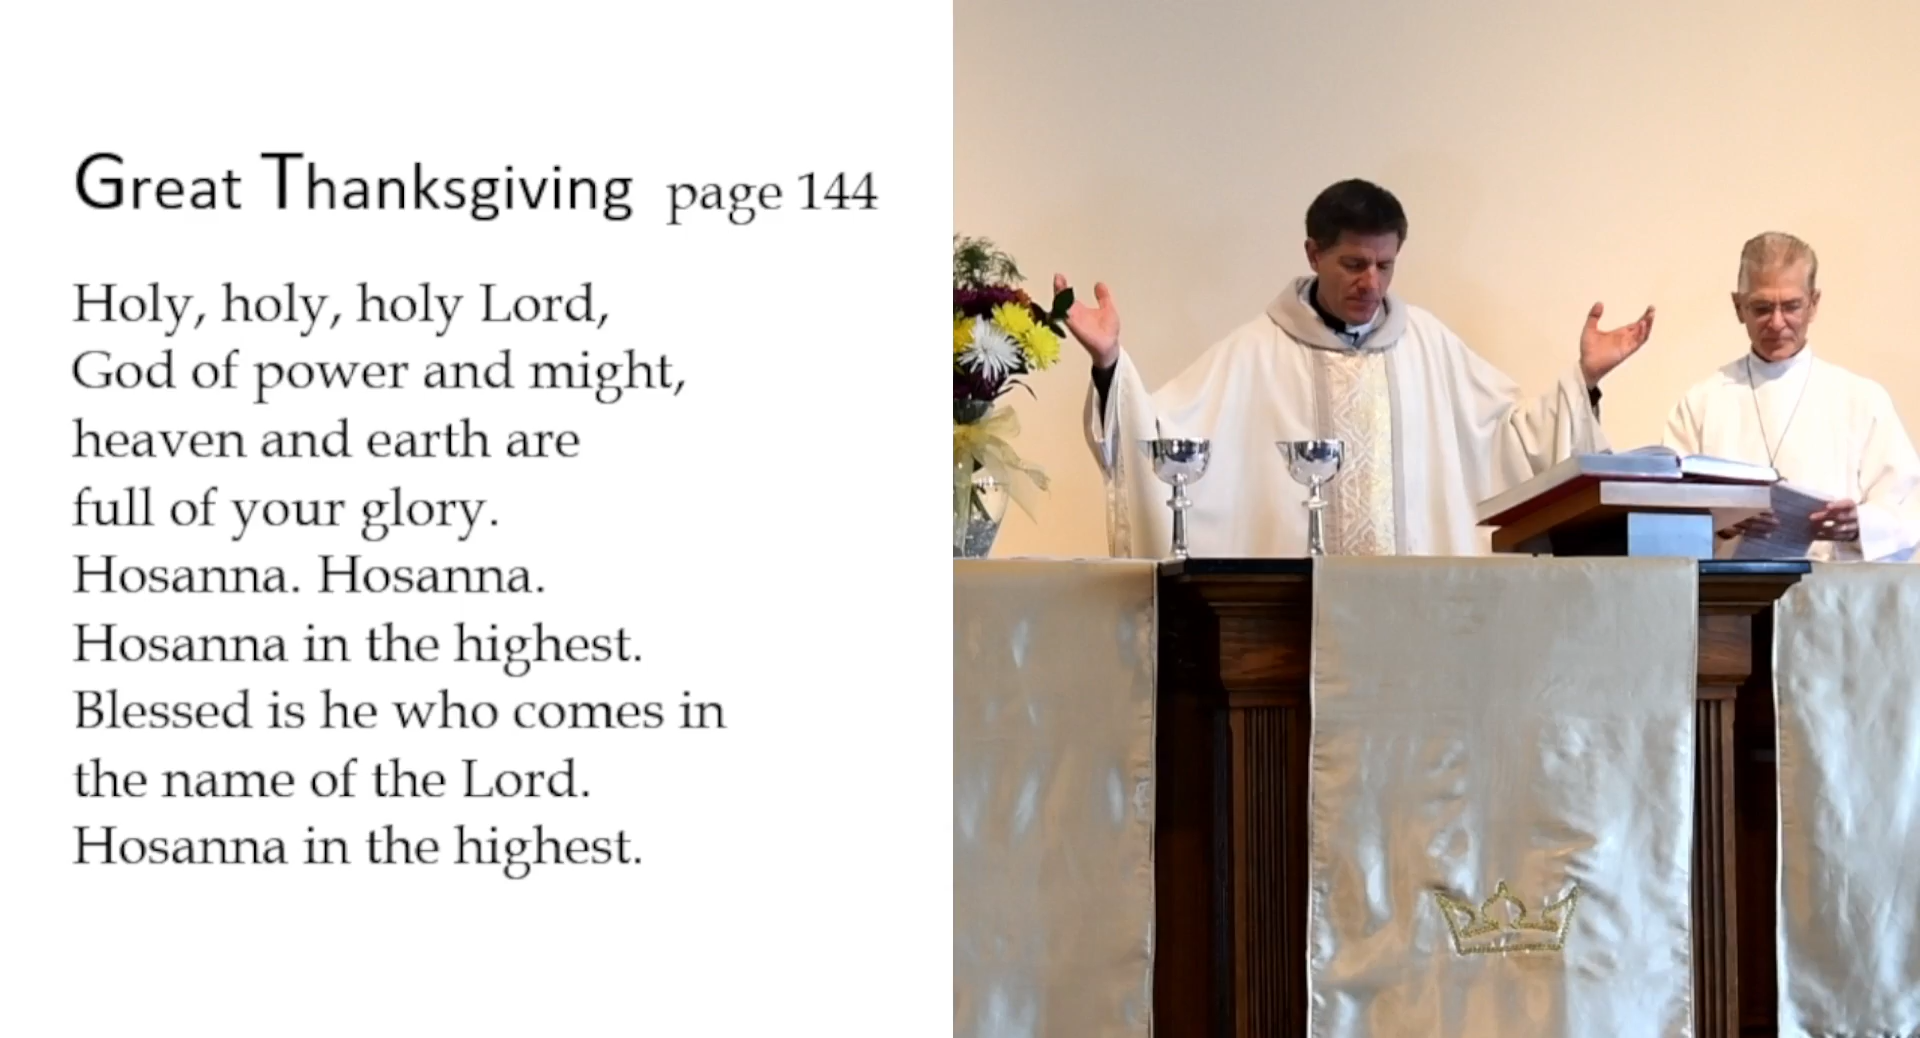 Great Thanksgiving page 144
Holy, holy, holy Lord,
God of power and might,
heaven and earth are
full of your glory.
Hosanna. Hosanna.
Hosanna in the highest.
Blessed is he who comes in
the name of the Lord.
Hosanna in the highest.